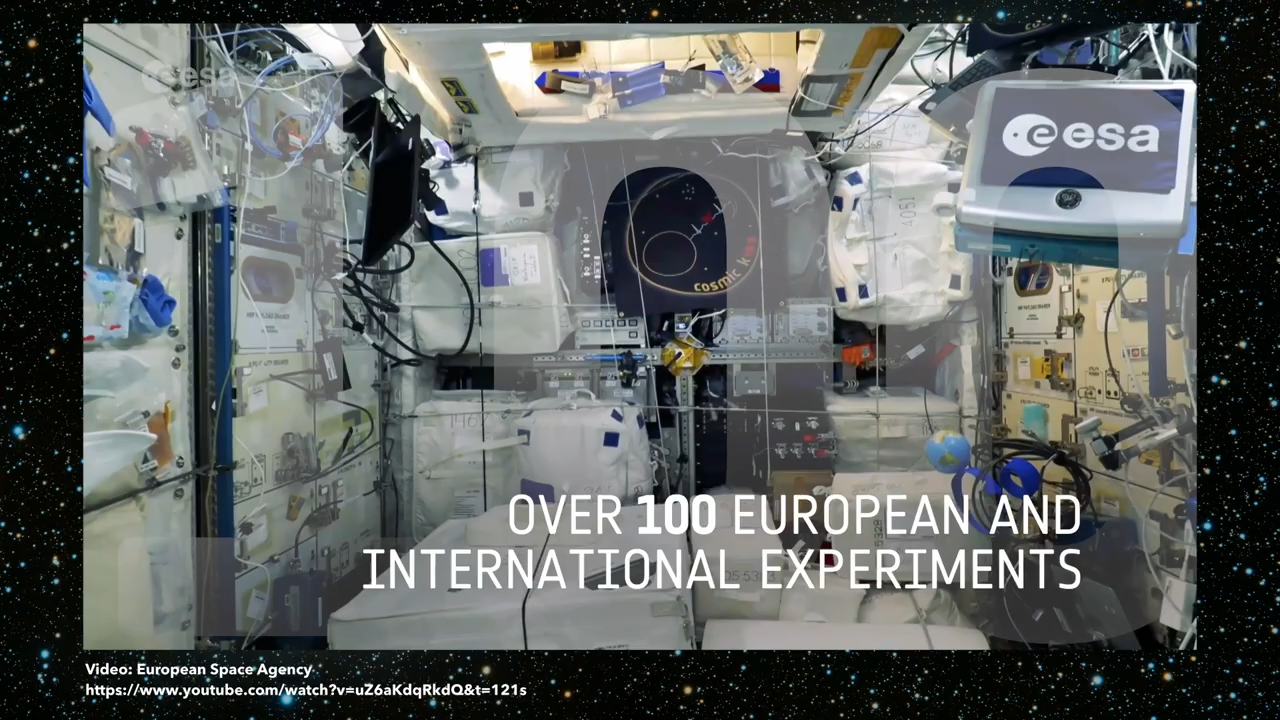 esa
esa
4051
cosmic kiss
OVER 100 EUROPEAN AND
INTERNATIONAL EXPERIMENTS
Video: European Space Agency
https://www.youtube.com/watch?v=uZ6aKdqRkdQ&t=121s